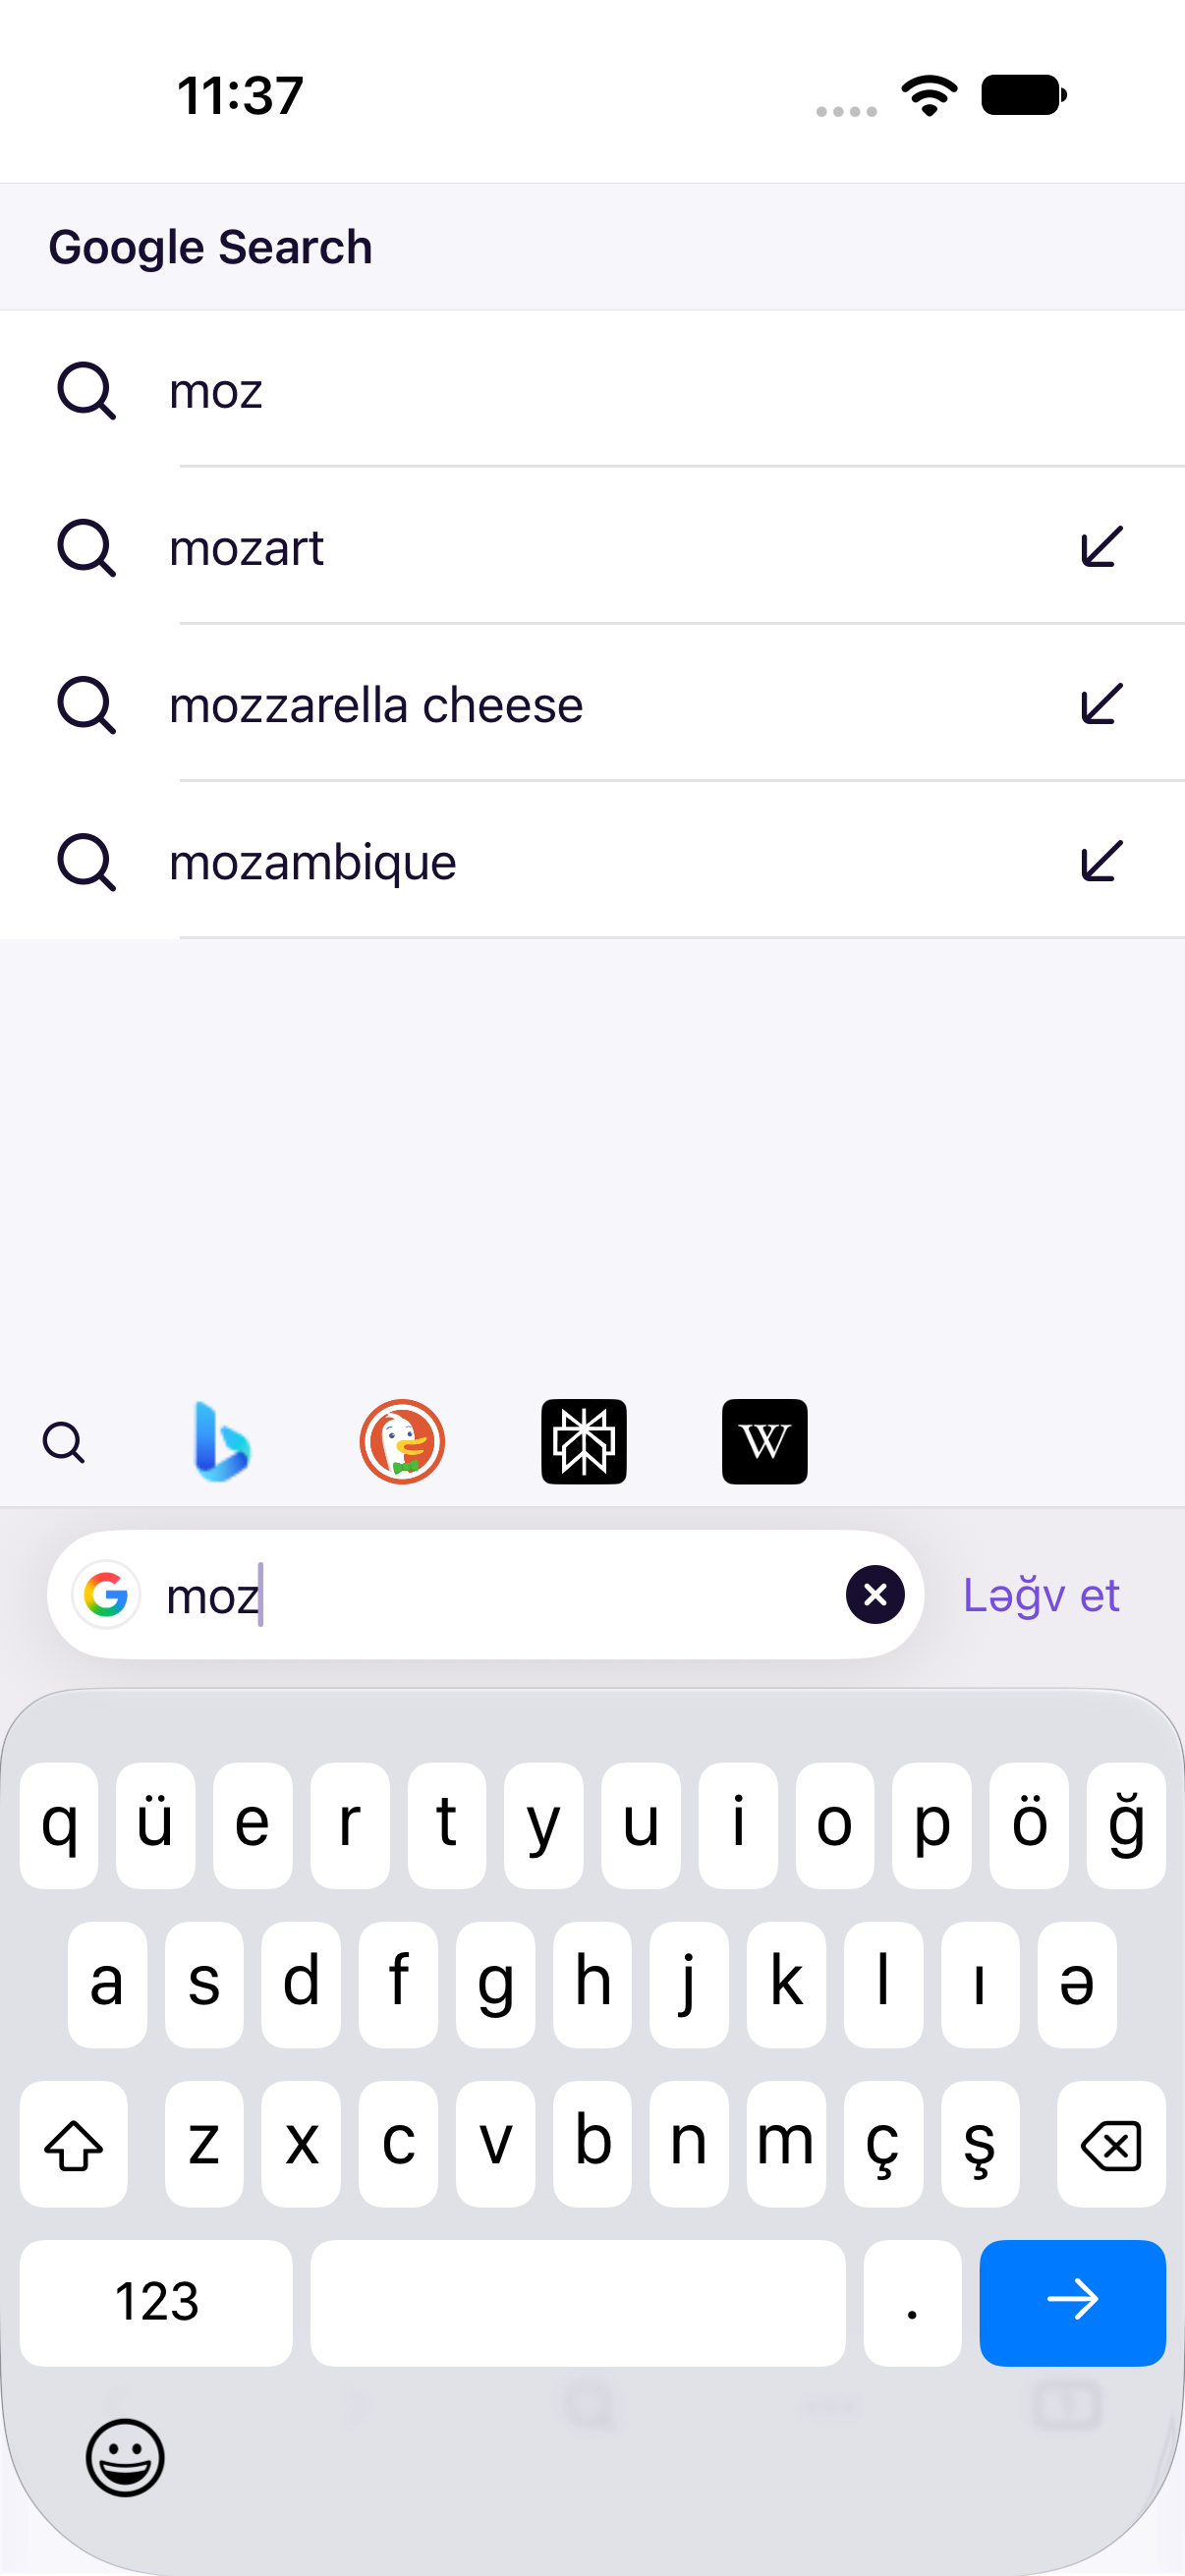 11:37
Google Search
moz
mozart
mozzarella cheese
mozambique
W
moz
Ləğv et
q ü e r t y u i o p ö ğ
a s d f g h j k l ı ə
z x c v b n m ç ş
123 .